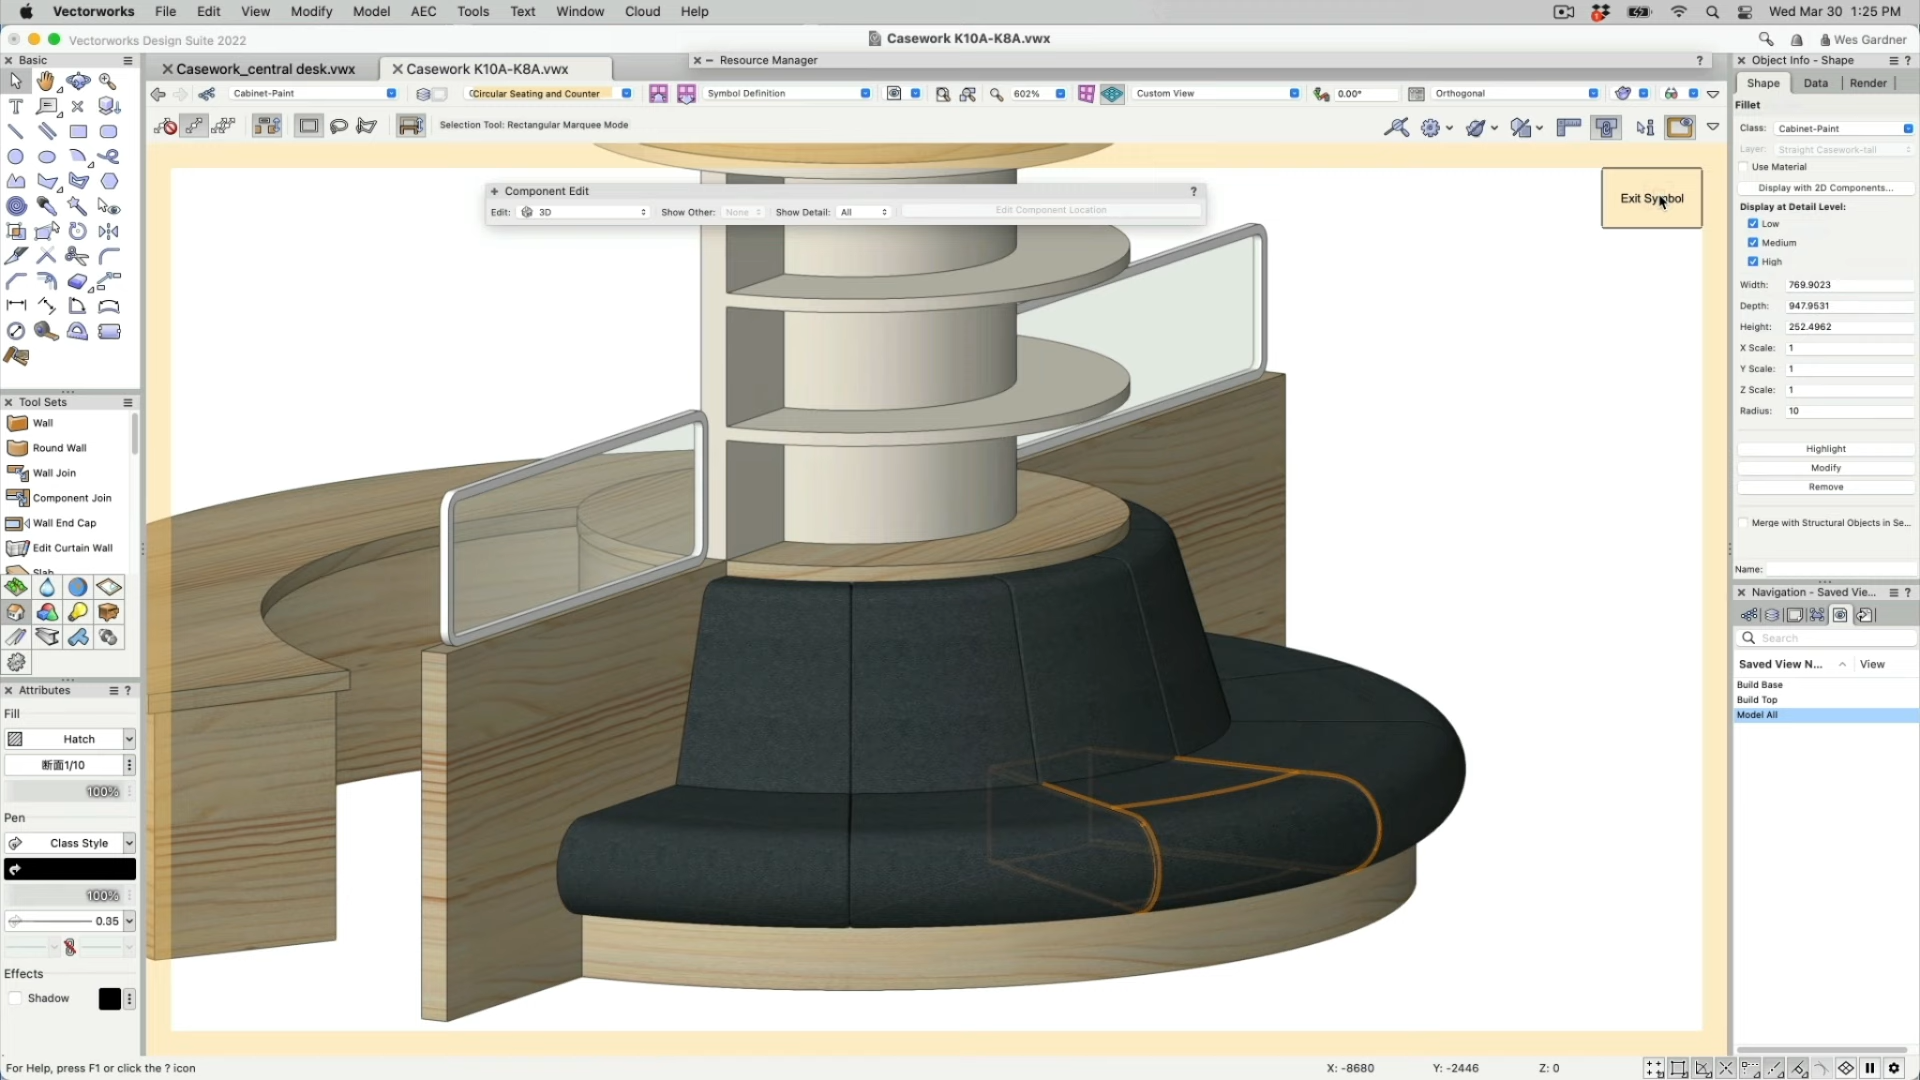 Vectorworks File Edit View Modify Model AEC Tools Text Window Cloud Help Wed Mar 30 1:25 PM
Vectorworks Design Suite 2022 Casework K10A-K8A.vwx Wes Gardner
Basic
Casework_central desk.vwx Casework K10A-K8A.vwx
Resource Manager ?
Object Info - Shape ?
Cabinet-Paint Circular Seating and Counter Symbol Definition 602% Custom View 0.00° Orthogonal
Selection Tool: Rectangular Marquee Mode
Component Edit ?
Edit: 3D Show Other: None Show Detail: All Edit Component Location
Exit Symbol
Shape Data Render
Fillet
Class: Cabinet-Paint
Layer: Straight Casework-tall
Use Material
Display with 2D Components...
Display at Detail Level:
Low
Medium
High
Width: 769.9023
Depth: 947.9531
Height: 252.4962
X Scale: 1
Y Scale: 1
Z Scale: 1
Radius: 10
Highlight
Modify
Remove
Merge with Structural Objects in Se...
Name:
Tool Sets
Wall
Round Wall
Wall Join
Component Join
Wall End Cap
Edit Curtain Wall
Slab
Attributes ?
Fill
Hatch
断面1/10
100%
Pen
Class Style
100%
0.35
Effects
Shadow
Navigation - Saved Vie... ?
Search
Saved View N... View
Build Base
Build Top
Model All
For Help, press F1 or click the ? icon X: -8680 Y: -2446 Z: 0